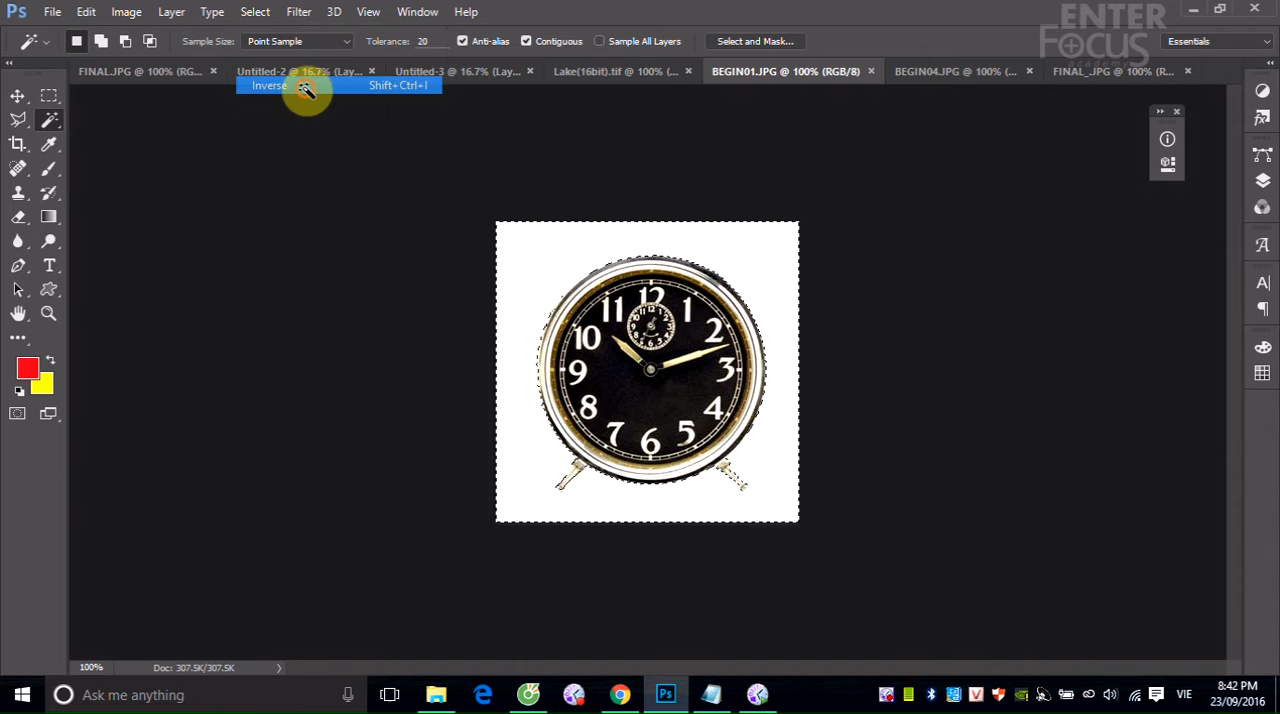 Ps File Edit Image Layer Type Select Filter 3D View Window Help
ENTER
FOCUS
academy
Sample Size: Point Sample Tolerance: 20 Anti-alias Contiguous Sample All Layers Select and Mask... Essentials
FINAL.JPG @ 100% (RG... × Untitled-2 @ 16.7% (Lay... × Untitled-3 @ 16.7% (Lay... × Lake(16bit).tif @ 100% (... × BEGIN01.JPG @ 100% (RGB/8) × BEGIN04.JPG @ 100% (... × FINAL_.JPG @ 100% (R... ×
Inverse Shift+Ctrl+I
12
11 1
10 2
9 3
8 4
7 5
6
100% Doc: 307.5K/307.5K
Ask me anything
VIE
8:42 PM
23/09/2016